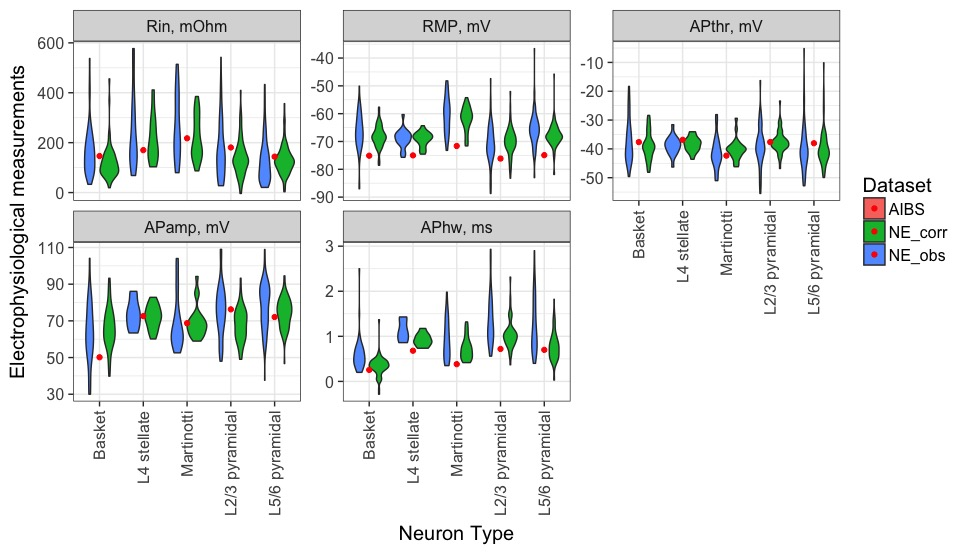 Rin, mOhm
RMP, mV
APthr, mV
600
400
200
0
-40
-50
-60
-70
-80
-90
-10
-20
-30
-40
-50
Basket
L4 stellate
Martinotti
L2/3 pyramidal
L5/6 pyramidal
APamp, mV
APhw, ms
110
90
70
50
30
3
2
1
0
Basket
L4 stellate
Martinotti
L2/3 pyramidal
L5/6 pyramidal
Basket
L4 stellate
Martinotti
L2/3 pyramidal
L5/6 pyramidal
Electrophysiological measurements
Neuron Type
Dataset
AIBS
NE_corr
NE_obs